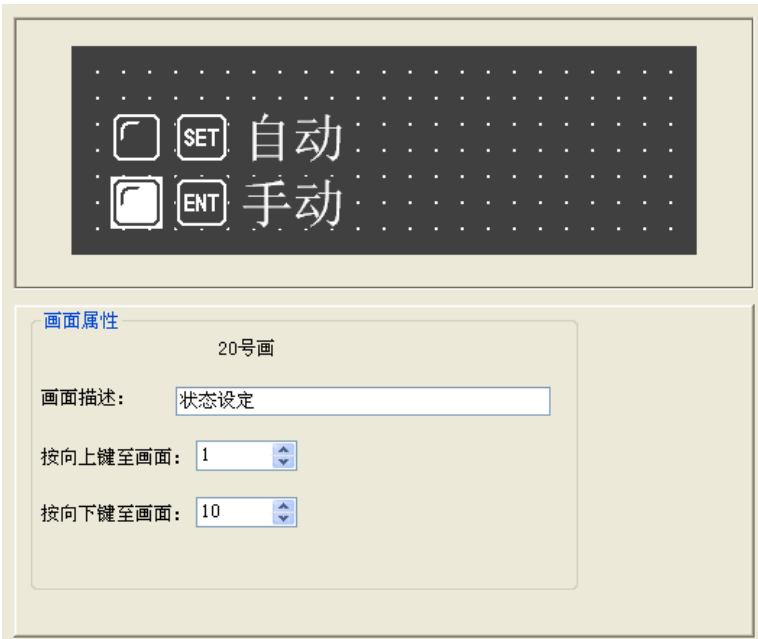 SET 自动
ENT 手动
画面属性
20号画
画面描述： 状态设定
按向上键至画面： 1
按向下键至画面： 10